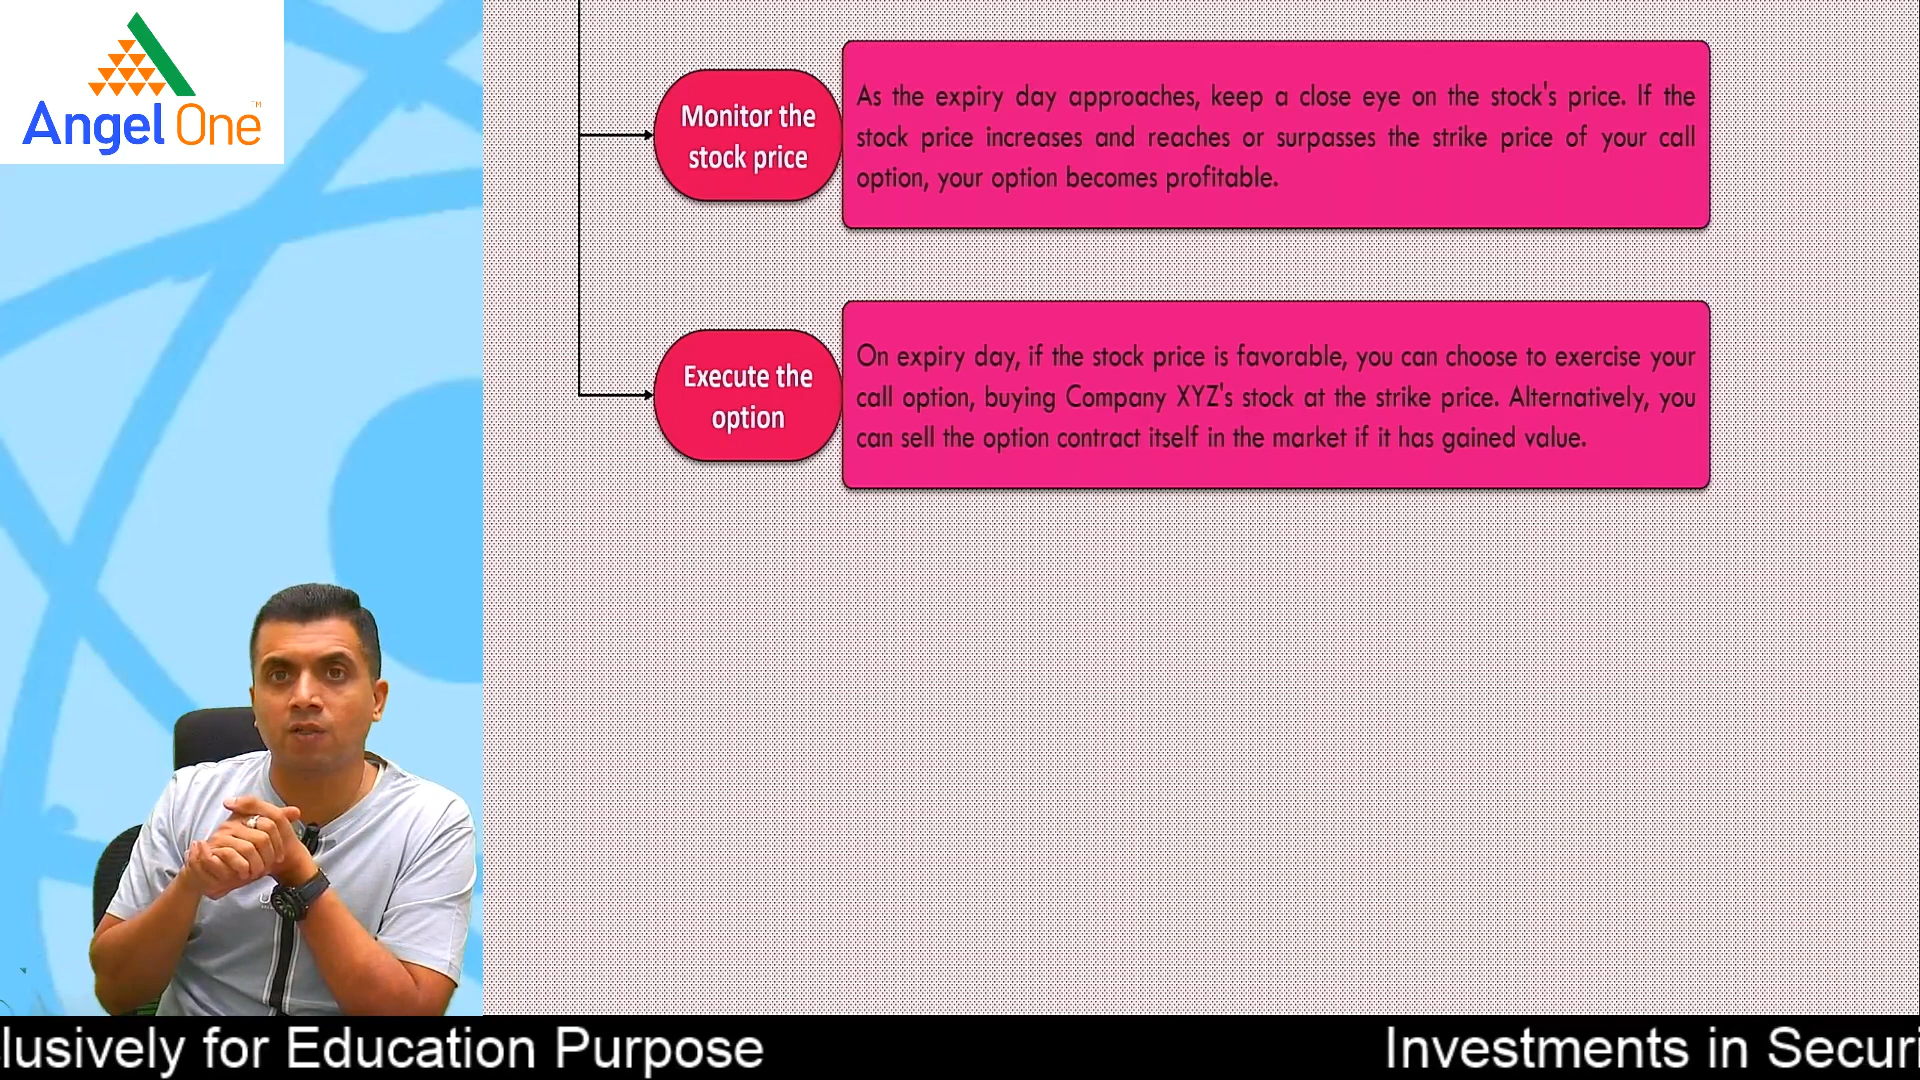 Angel One
TM
Monitor the
stock price
As the expiry day approaches, keep a close eye on the stock's price. If the
stock price increases and reaches or surpasses the strike price of your call
option, your option becomes profitable.
Execute the
option
On expiry day, if the stock price is favorable, you can choose to exercise your
call option, buying Company XYZ's stock at the strike price. Alternatively, you
can sell the option contract itself in the market if it has gained value.
lusively for Education Purpose
Investments in Securi